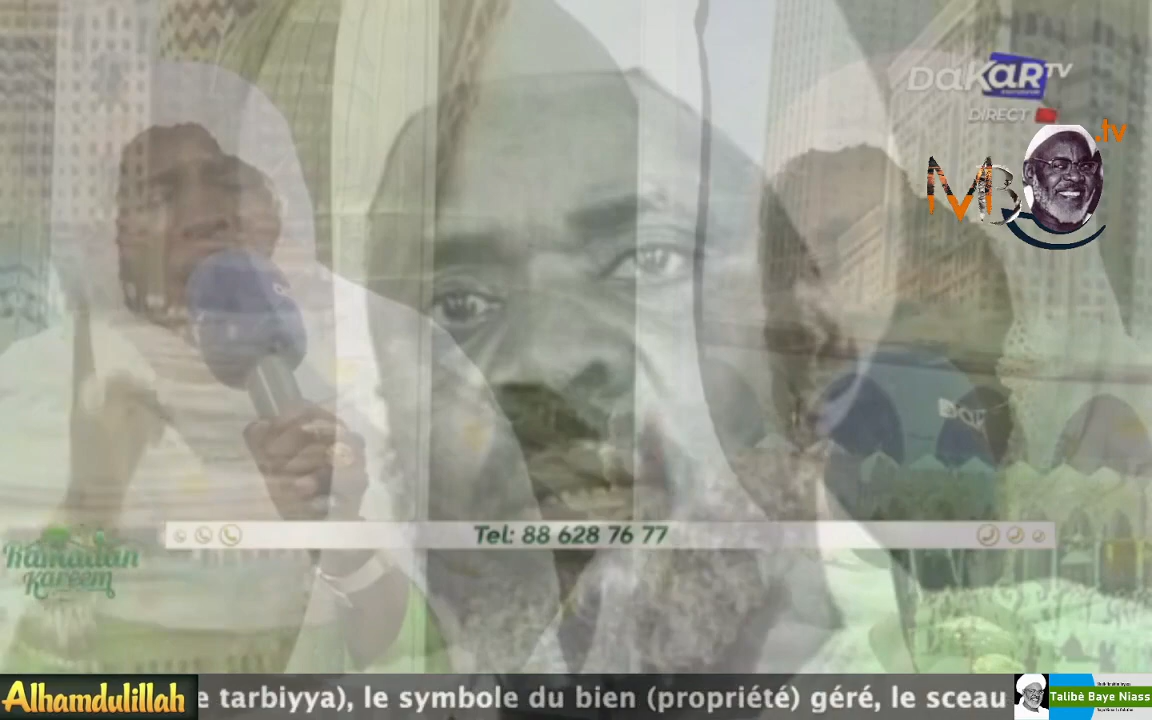 DaKaR TV
DIRECT
.tv
MB
Tel: 88 628 76 77
Ramadan
Kareem
Alhamdulillah
e tarbiyya), le symbole du bien (propriété) géré, le sceau
Talibè Baye Niass